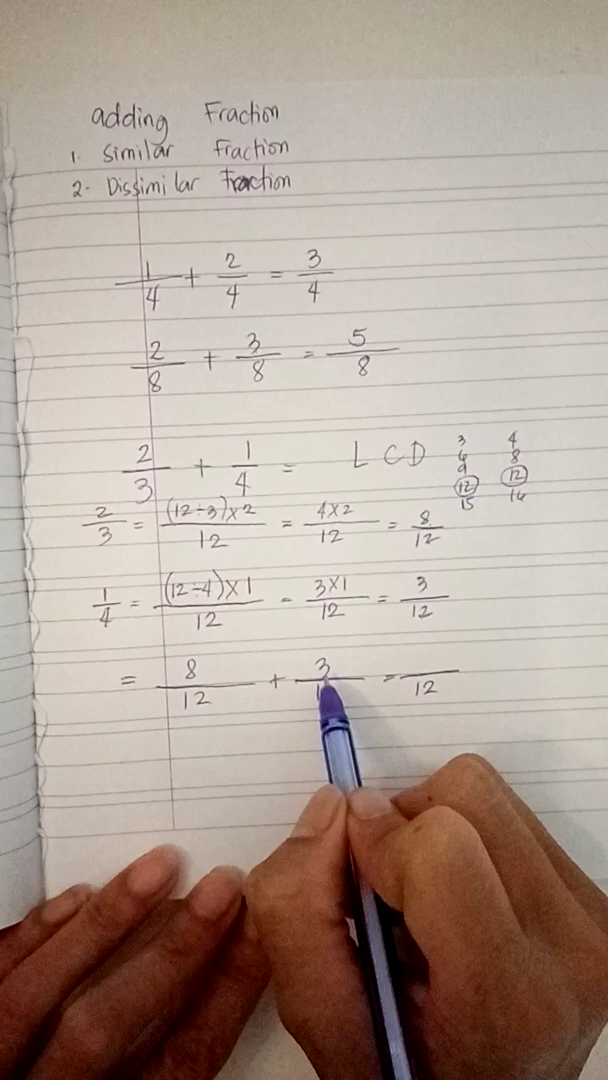 adding Fraction
1. Similar Fraction
2- Dissimilar Fraction
1/4 + 2/4 = 3/4
2/8 + 3/8 = 5/8
2/3 + 1/4 = LCD
3 4
6 8
9 12
12 16
15
2/3 = (12÷3)x2/12 = 4x2/12 = 8/12
1/4 = (12÷4)x1/12 - 3x1/12 = 3/12
= 8/12 + 3/1 = /12